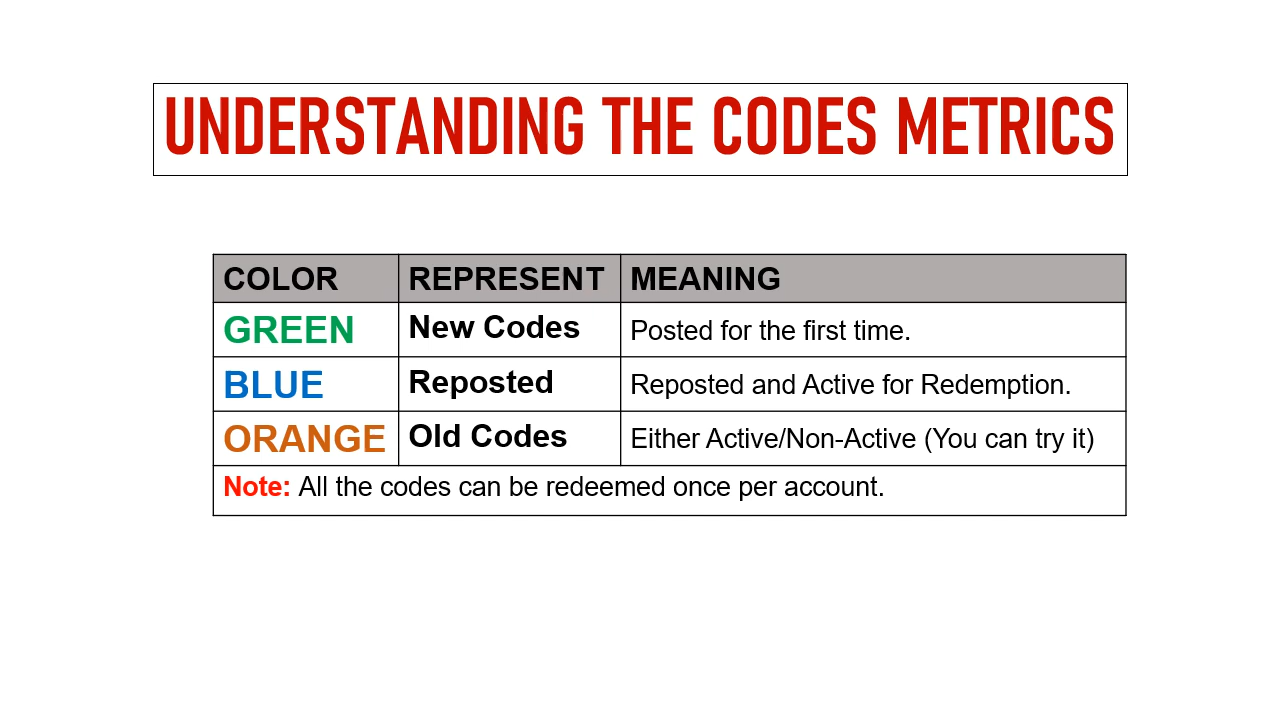 UNDERSTANDING THE CODES METRICS
COLOR REPRESENT MEANING
GREEN New Codes Posted for the first time.
BLUE Reposted Reposted and Active for Redemption.
ORANGE Old Codes Either Active/Non-Active (You can try it)
Note: All the codes can be redeemed once per account.